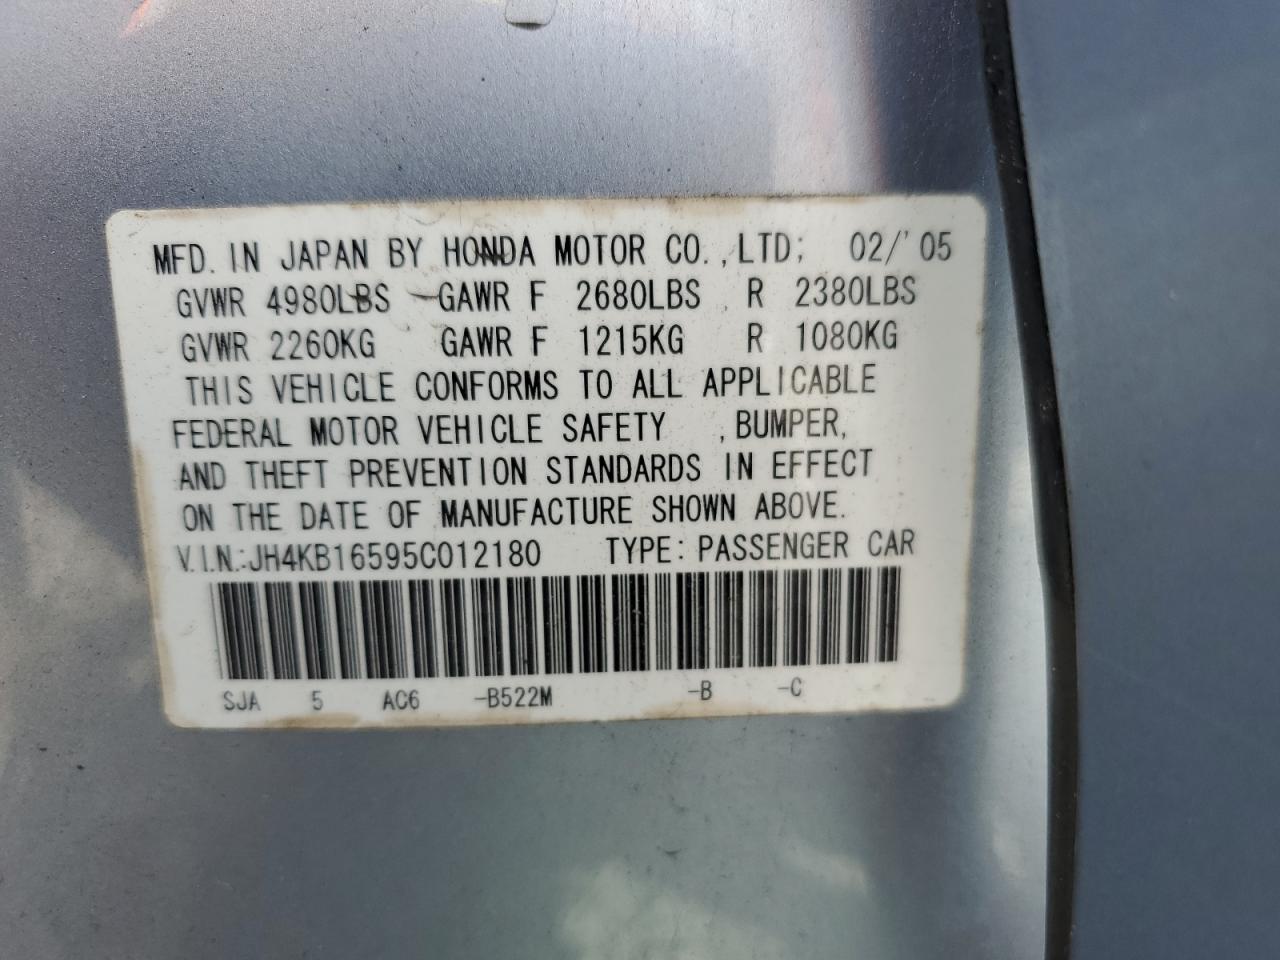 MFD. IN JAPAN BY HONDA MOTOR CO., LTD; 02/'05
GVWR 4980LBS GAWR F 2680LBS R 2380LBS
GVWR 2260KG GAWR F 1215KG R 1080KG
THIS VEHICLE CONFORMS TO ALL APPLICABLE
FEDERAL MOTOR VEHICLE SAFETY , BUMPER,
AND THEFT PREVENTION STANDARDS IN EFFECT
ON THE DATE OF MANUFACTURE SHOWN ABOVE.
V.I.N.:JH4KB16595C012180 TYPE: PASSENGER CAR
SJA 5 AC6 -B522M -B -C